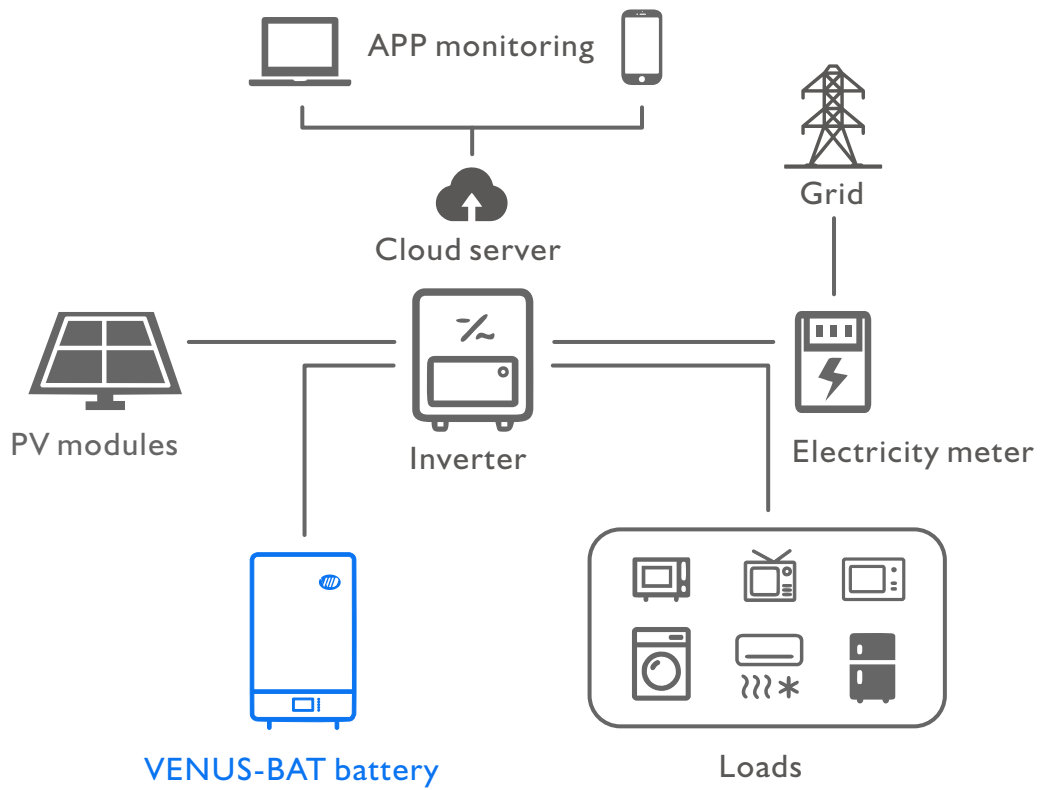 APP monitoring
Grid
Cloud server
PV modules
Inverter
Electricity meter
VENUS-BAT battery
Loads